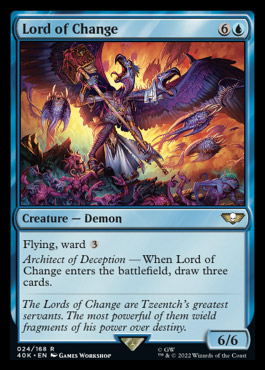 Lord of Change 6
Creature — Demon
Flying, ward 3
Architect of Deception — When Lord of
Change enters the battlefield, draw three
cards.
The Lords of Change are Tzeentch's greatest
servants. The most powerful of them wield
fragments of his power over destiny.
6/6
024/168 R
40K • EN Games Workshop
© GW
™ & © 2022 Wizards of the Coast